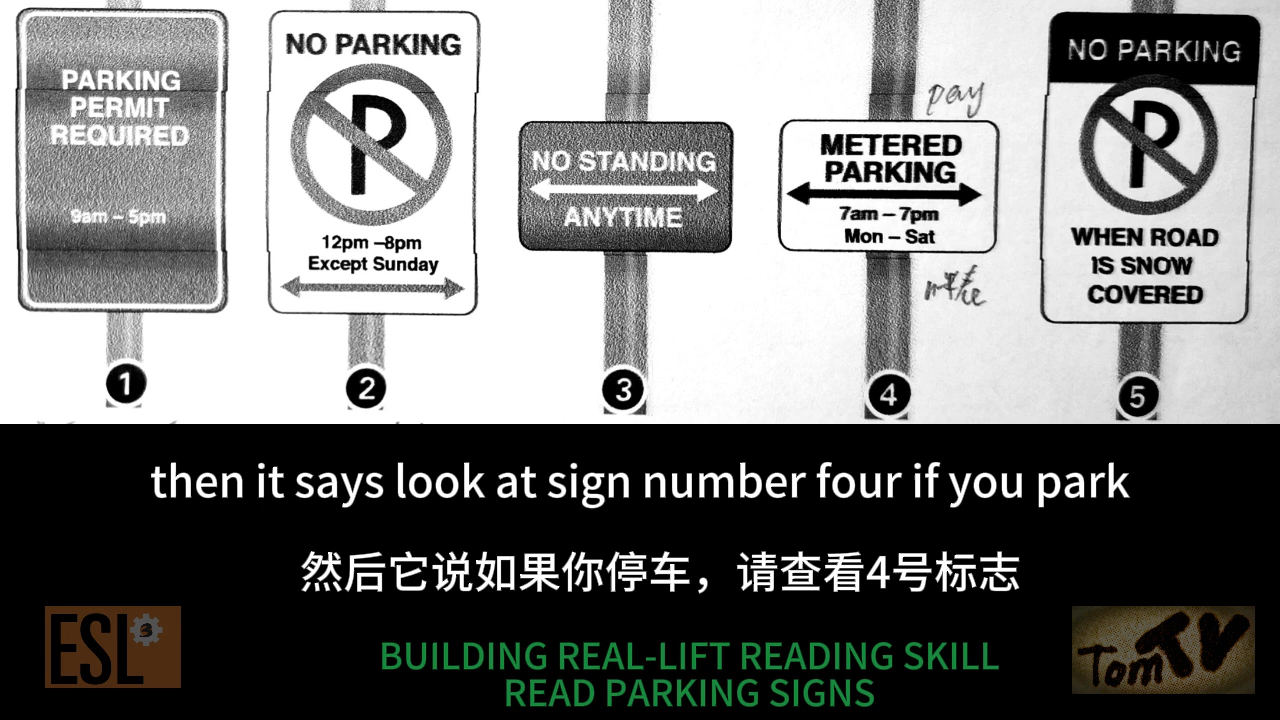 PARKING
PERMIT
REQUIRED
9am – 5pm
1
NO PARKING
P
12pm –8pm
Except Sunday
2
NO STANDING
ANYTIME
3
pay
METERED
PARKING
7am – 7pm
Mon – Sat
4
NO PARKING
P
WHEN ROAD
IS SNOW
COVERED
5
then it says look at sign number four if you park
然后它说如果你停车，请查看4号标志
ESL
3
BUILDING REAL-LIFT READING SKILL
READ PARKING SIGNS
Tom TV